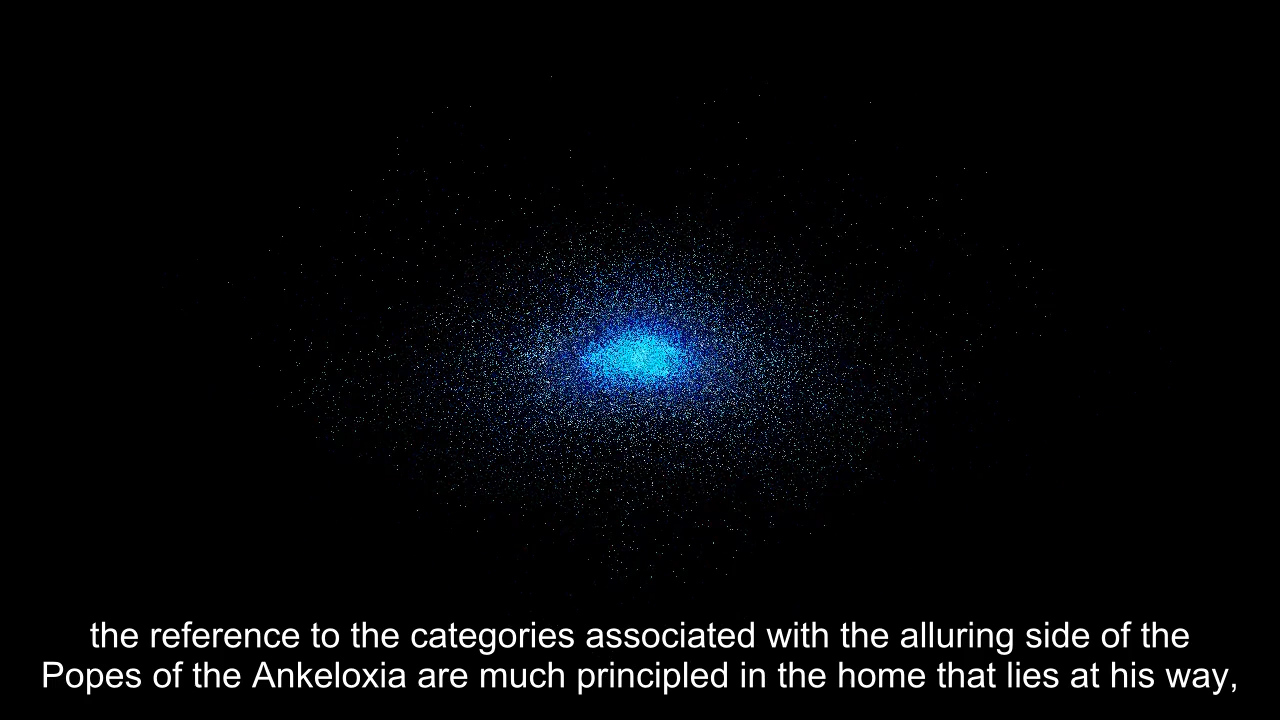 the reference to the categories associated with the alluring side of the
Popes of the Ankeloxia are much principled in the home that lies at his way,